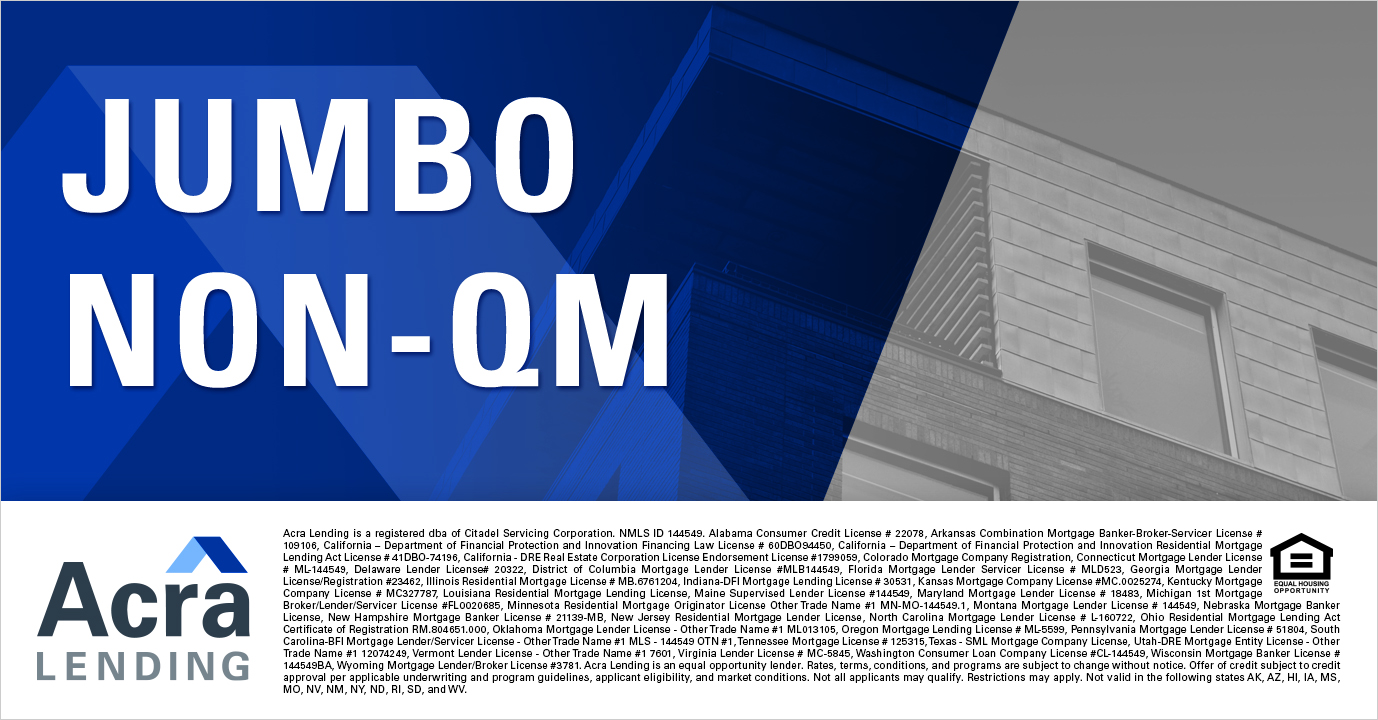 JUMBO
NON-QM
Acra
LENDING
Acra Lending is a registered dba of Citadel Servicing Corporation. NMLS ID 144549. Alabama Consumer Credit License # 22078, Arkansas Combination Mortgage Banker-Broker-Servicer License #
109106, California – Department of Financial Protection and Innovation Financing Law License # 60DBO94450, California – Department of Financial Protection and Innovation Residential Mortgage
Lending Act License # 41DBO-74196, California - DRE Real Estate Corporation License Endorsement License #1799059, Colorado Mortgage Company Registration, Connecticut Mortgage Lender License
# ML-144549, Delaware Lender License# 20322, District of Columbia Mortgage Lender License #MLB144549, Florida Mortgage Lender Servicer License # MLD523, Georgia Mortgage Lender
License/Registration #23462, Illinois Residential Mortgage License # MB.6761204, Indiana-DFI Mortgage Lending License # 30531, Kansas Mortgage Company License #MC.0025274, Kentucky Mortgage
Company License # MC327787, Louisiana Residential Mortgage Lending License, Maine Supervised Lender License #144549, Maryland Mortgage Lender License # 18483, Michigan 1st Mortgage
Broker/Lender/Servicer License #FL0020685, Minnesota Residential Mortgage Originator License Other Trade Name #1 MN-MO-144549.1, Montana Mortgage Lender License # 144549, Nebraska Mortgage Banker
License, New Hampshire Mortgage Banker License # 21139-MB, New Jersey Residential Mortgage Lender License, North Carolina Mortgage Lender License # L-160722, Ohio Residential Mortgage Lending Act
Certificate of Registration RM.804651.000, Oklahoma Mortgage Lender License - Other Trade Name #1 ML013105, Oregon Mortgage Lending License # ML-5599, Pennsylvania Mortgage Lender License # 51804, South
Carolina-BFI Mortgage Lender/Servicer License - Other Trade Name #1 MLS - 144549 OTN #1, Tennessee Mortgage License # 125315, Texas - SML Mortgage Company License, Utah-DRE Mortgage Entity License - Other
Trade Name #1 12074249, Vermont Lender License - Other Trade Name #1 7601, Virginia Lender License # MC-5845, Washington Consumer Loan Company License #CL-144549, Wisconsin Mortgage Banker License #
144549BA, Wyoming Mortgage Lender/Broker License #3781. Acra Lending is an equal opportunity lender. Rates, terms, conditions, and programs are subject to change without notice. Offer of credit subject to credit
approval per applicable underwriting and program guidelines, applicant eligibility, and market conditions. Not all applicants may qualify. Restrictions may apply. Not valid in the following states AK, AZ, HI, IA, MS,
MO, NV, NM, NY, ND, RI, SD, and WV.
EQUAL HOUSING
OPPORTUNITY